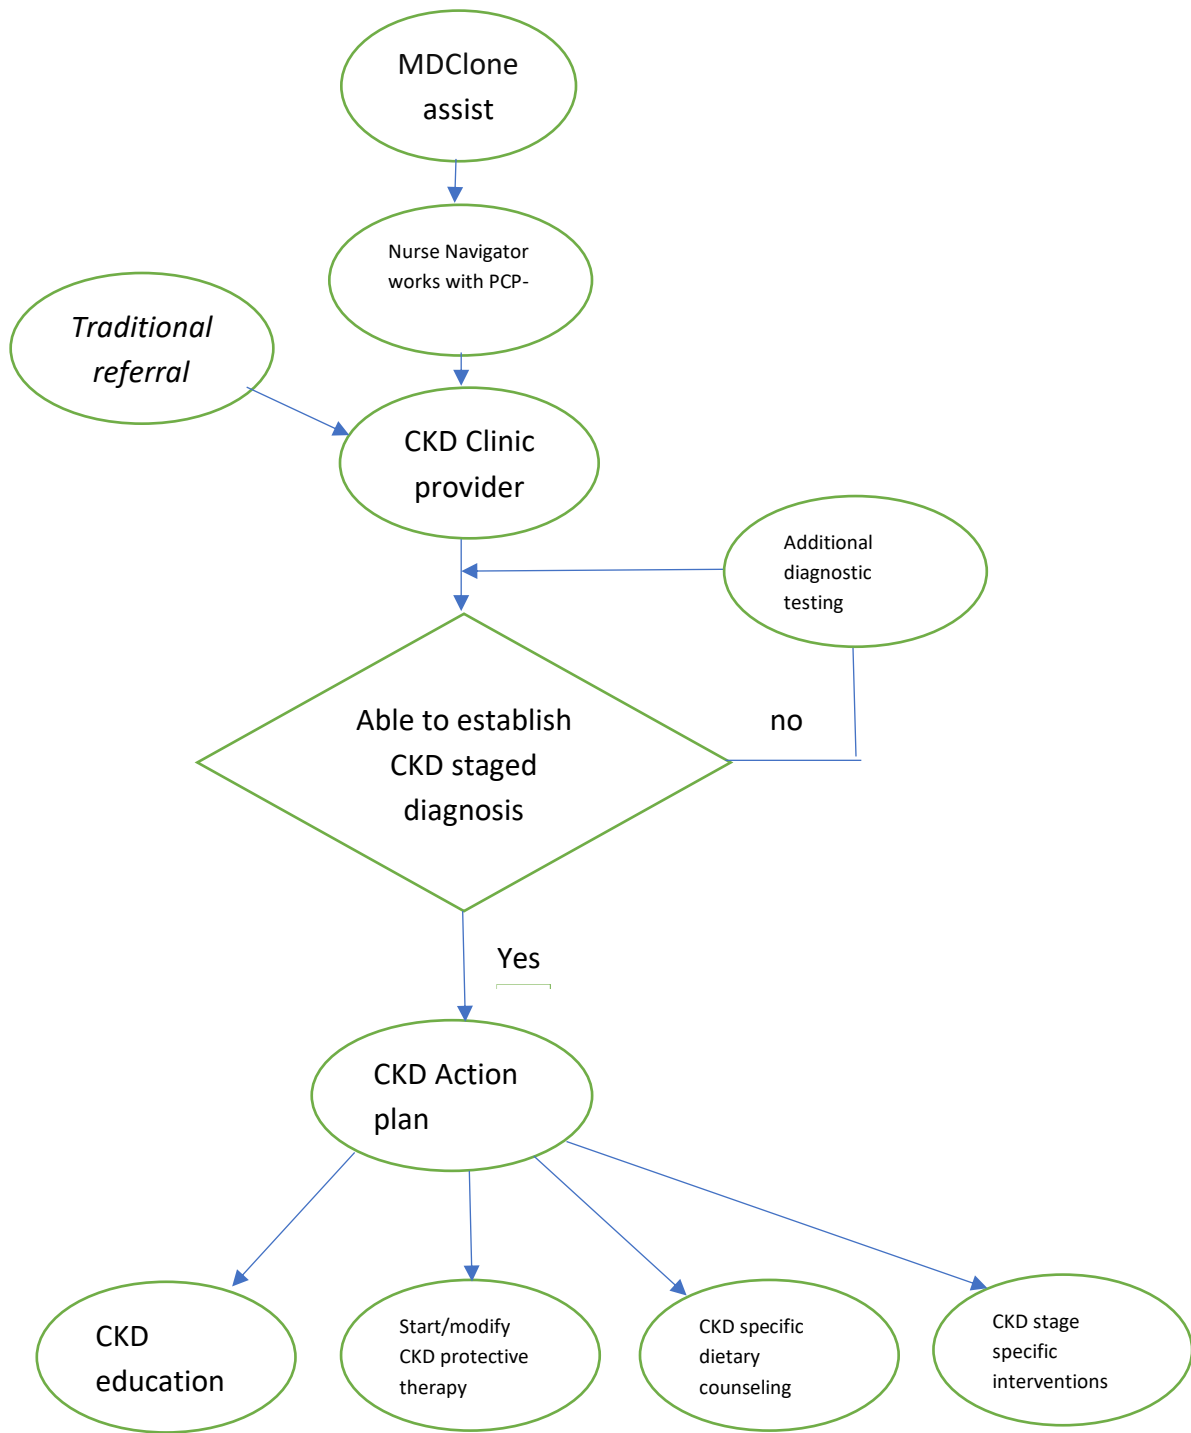 MDClone
assist
Nurse Navigator
works with PCP-
Traditional
referral
CKD Clinic
provider
Additional
diagnostic
testing
Able to establish
CKD staged
diagnosis
no
Yes
CKD Action
plan
CKD
education
Start/modify
CKD protective
therapy
CKD specific
dietary
counseling
CKD stage
specific
interventions